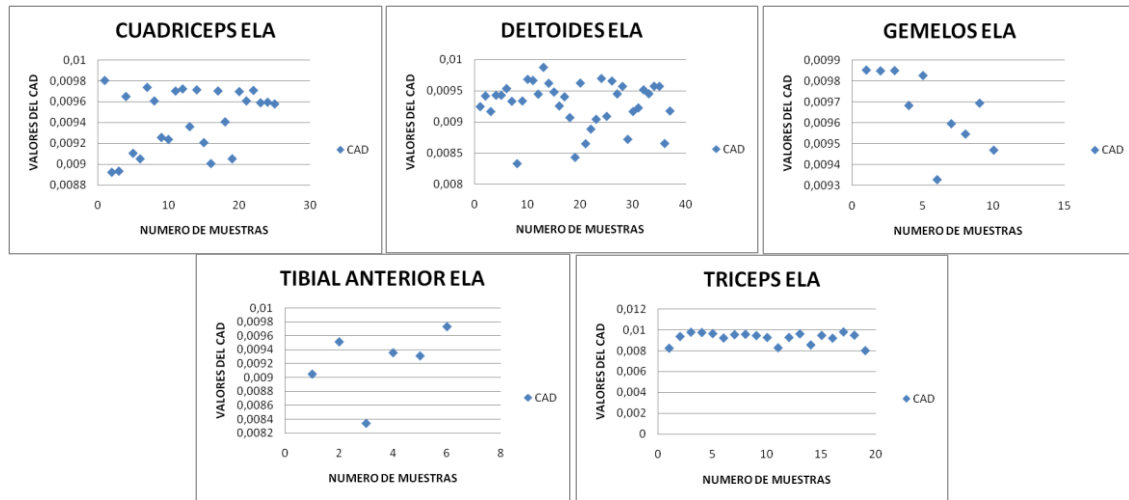 CUADRICEPS ELA
VALORES DEL CAD
0,01
0,0098
0,0096
0,0094
0,0092
0,009
0,0088
0 10 20 30
NUMERO DE MUESTRAS
CAD
DELTOIDES ELA
VALORES DEL CAD
0,01
0,0095
0,009
0,0085
0,008
0 10 20 30 40
NUMERO DE MUESTRAS
CAD
GEMELOS ELA
VALORES DEL CAD
0,0099
0,0098
0,0097
0,0096
0,0095
0,0094
0,0093
0 5 10 15
NUMERO DE MUESTRAS
CAD
TIBIAL ANTERIOR ELA
VALORES DEL CAD
0,01
0,0098
0,0096
0,0094
0,0092
0,009
0,0088
0,0086
0,0084
0,0082
0 2 4 6 8
NUMERO DE MUESTRAS
CAD
TRICEPS ELA
VALORES DEL CAD
0,012
0,01
0,008
0,006
0,004
0,002
0
0 5 10 15 20
NUMERO DE MUESTRAS
CAD